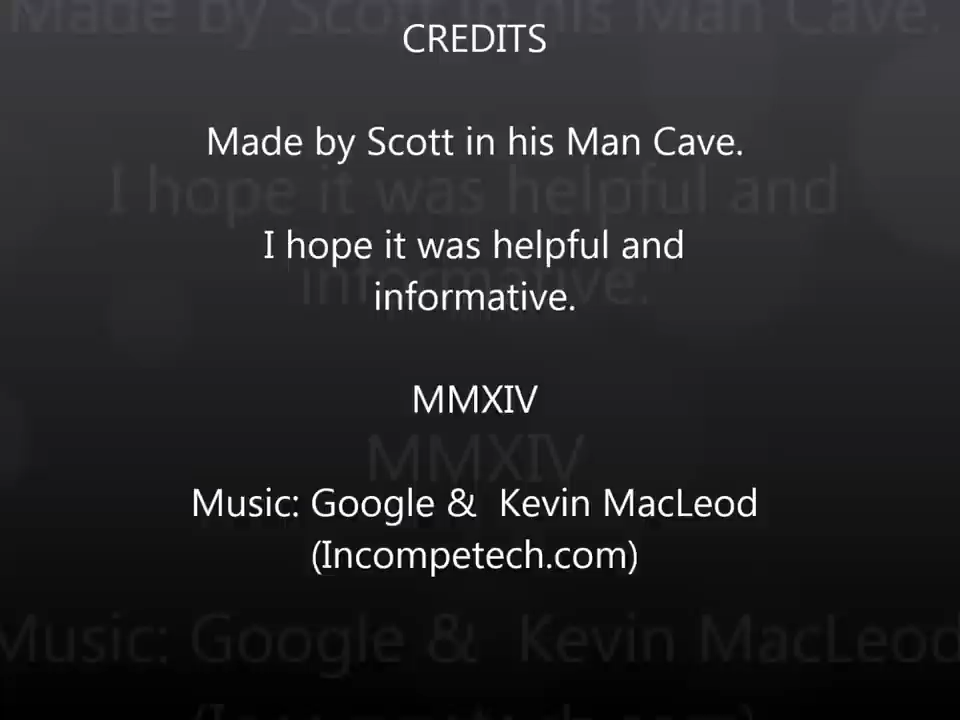 CREDITS
Made by Scott in his Man Cave.
I hope it was helpful and
informative.
MMXIV
Music: Google &  Kevin MacLeod
(Incompetech.com)